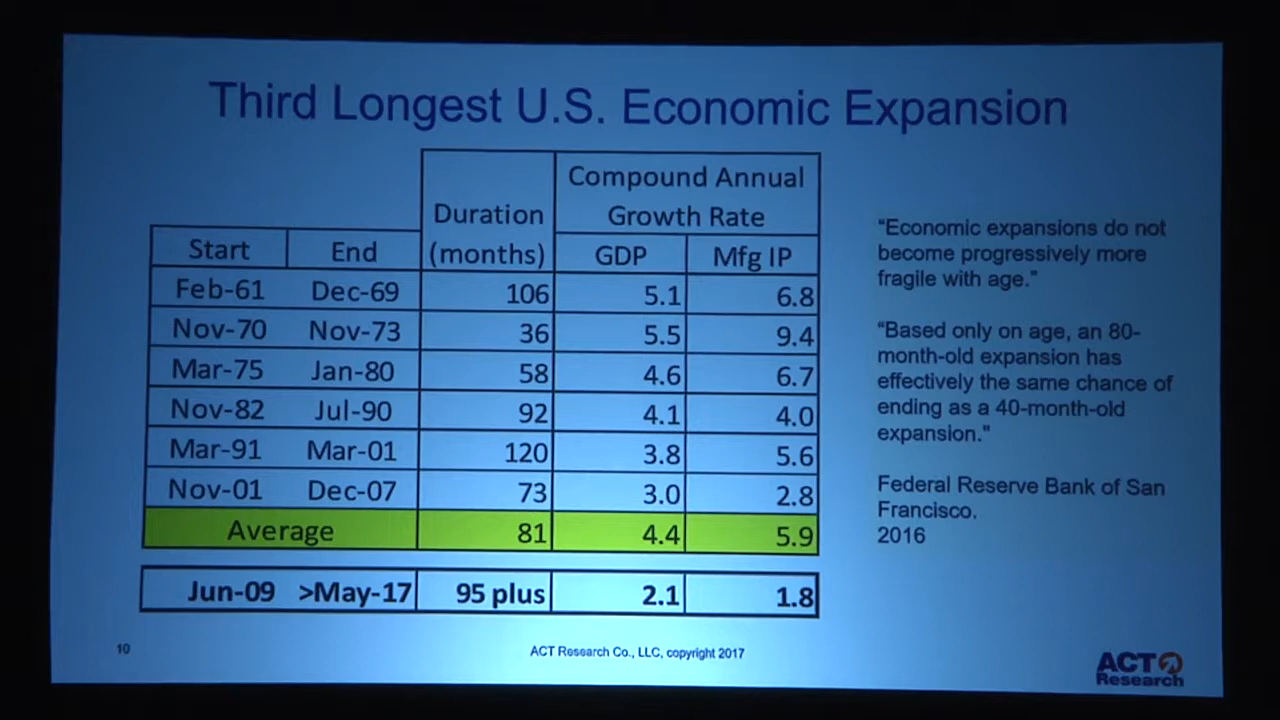 Third Longest U.S. Economic Expansion
Compound Annual
Duration Growth Rate
Start End (months) GDP Mfg IP
Feb-61 Dec-69 106 5.1 6.8
Nov-70 Nov-73 36 5.5 9.4
Mar-75 Jan-80 58 4.6 6.7
Nov-82 Jul-90 92 4.1 4.0
Mar-91 Mar-01 120 3.8 5.6
Nov-01 Dec-07 73 3.0 2.8
Average 81 4.4 5.9
Jun-09 >May-17 95 plus 2.1 1.8
“Economic expansions do not
become progressively more
fragile with age.”
“Based only on age, an 80-
month-old expansion has
effectively the same chance of
ending as a 40-month-old
expansion."
Federal Reserve Bank of San
Francisco.
2016
10
ACT Research Co., LLC, copyright 2017
ACT
Research